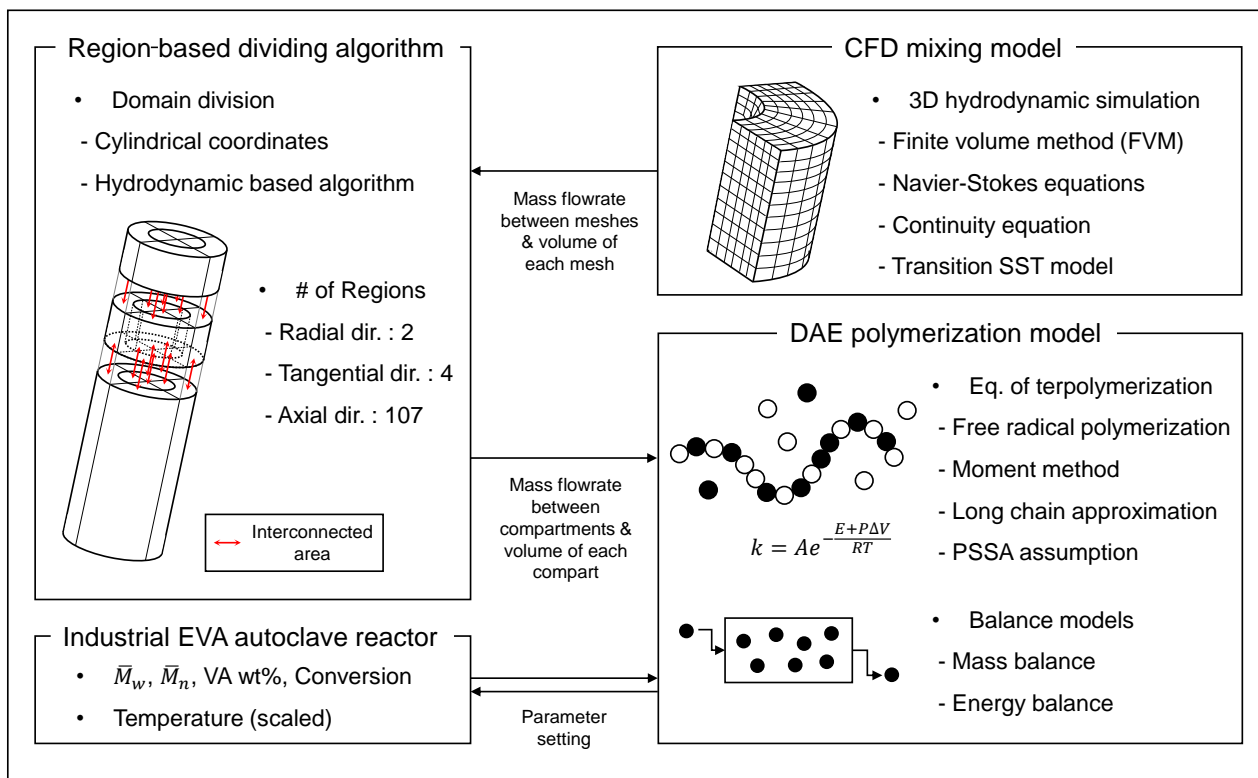 Region-based dividing algorithm
• Domain division
- Cylindrical coordinates
- Hydrodynamic based algorithm
• # of Regions
- Radial dir. : 2
- Tangential dir. : 4
- Axial dir. : 107
Interconnected
area
Mass flowrate
between meshes
& volume of
each mesh
CFD mixing model
• 3D hydrodynamic simulation
- Finite volume method (FVM)
- Navier-Stokes equations
- Continuity equation
- Transition SST model
Mass flowrate
between
compartments &
volume of each
compart
DAE polymerization model
• Eq. of terpolymerization
- Free radical polymerization
- Moment method
- Long chain approximation
- PSSA assumption
k = Ae^{-\frac{E+PΔV}{RT}}
• Balance models
- Mass balance
- Energy balance
Industrial EVA autoclave reactor
• M̅_w, M̅_n, VA wt%, Conversion
• Temperature (scaled)
Parameter
setting